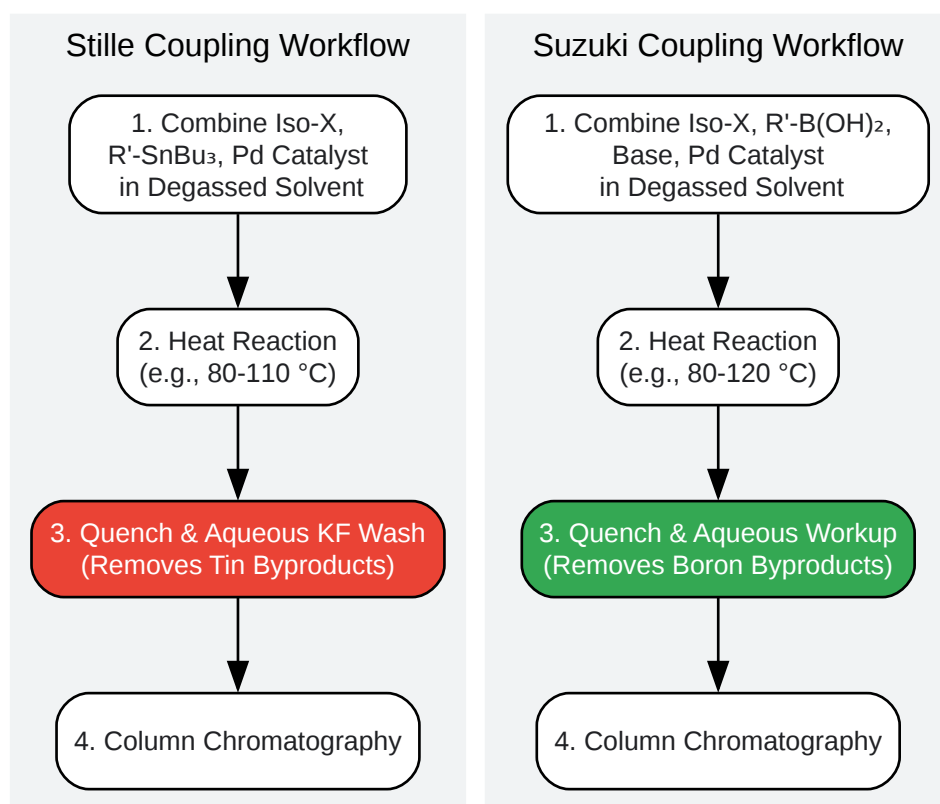 Stille Coupling Workflow
1. Combine Iso-X,
R'-SnBu₃, Pd Catalyst
in Degassed Solvent
2. Heat Reaction
(e.g., 80-110 °C)
3. Quench & Aqueous KF Wash
(Removes Tin Byproducts)
4. Column Chromatography
Suzuki Coupling Workflow
1. Combine Iso-X, R'-B(OH)₂,
Base, Pd Catalyst
in Degassed Solvent
2. Heat Reaction
(e.g., 80-120 °C)
3. Quench & Aqueous Workup
(Removes Boron Byproducts)
4. Column Chromatography